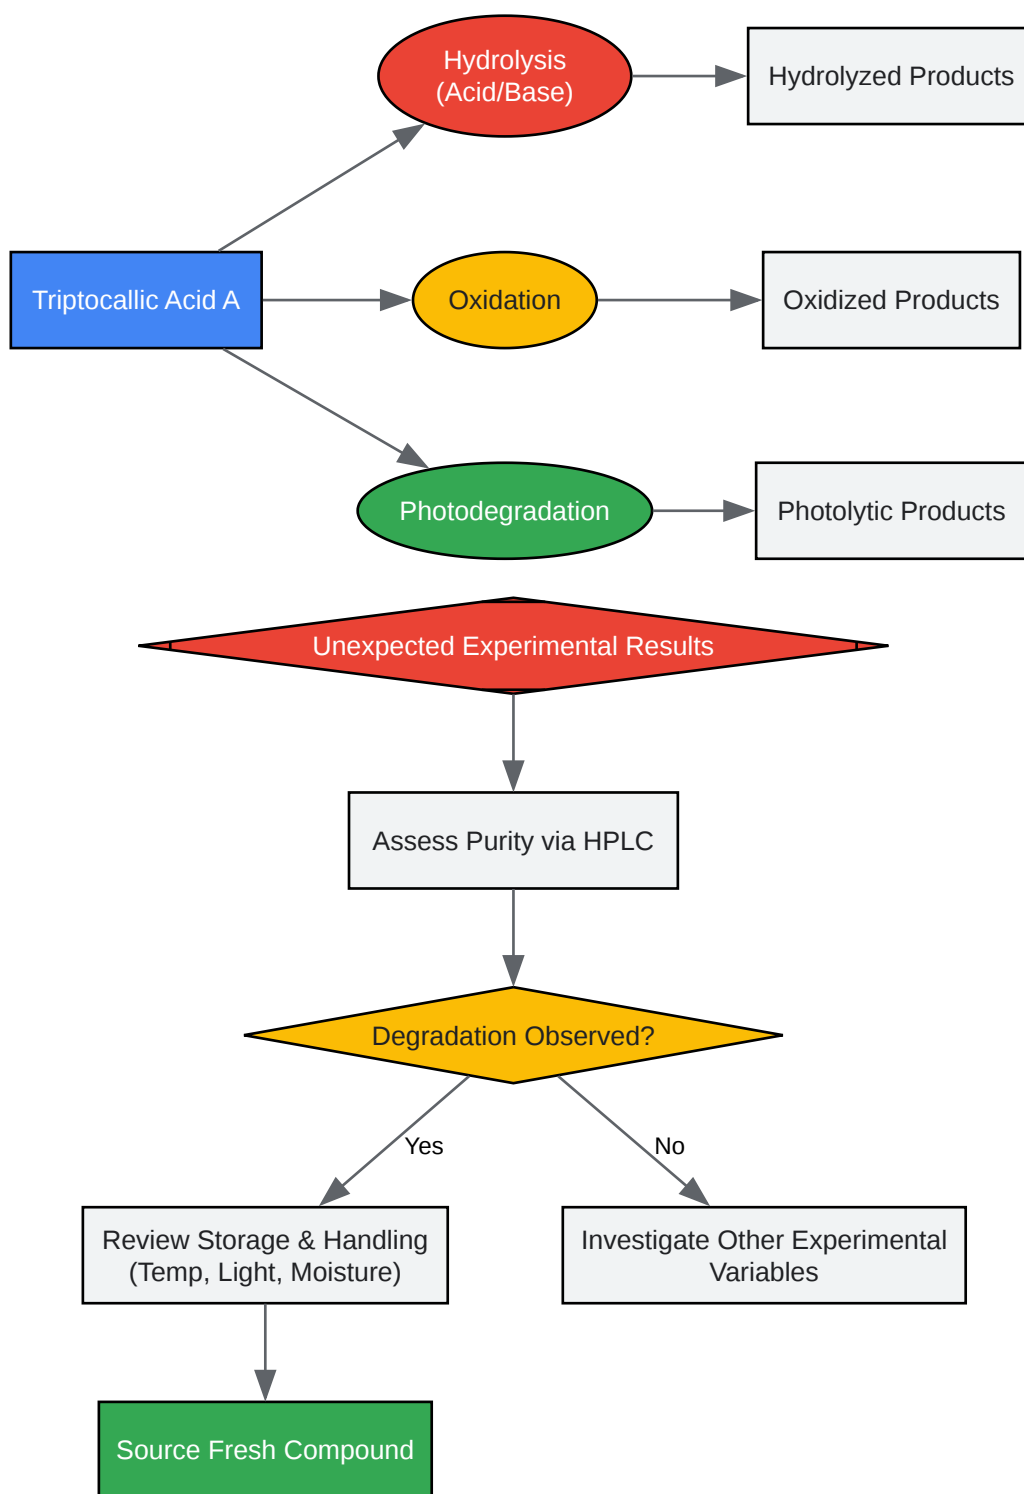 Hydrolysis
(Acid/Base)
Hydrolyzed Products
Triptocallic Acid A
Oxidation
Oxidized Products
Photodegradation
Photolytic Products
Unexpected Experimental Results
Assess Purity via HPLC
Degradation Observed?
Yes
No
Review Storage & Handling
(Temp, Light, Moisture)
Investigate Other Experimental
Variables
Source Fresh Compound